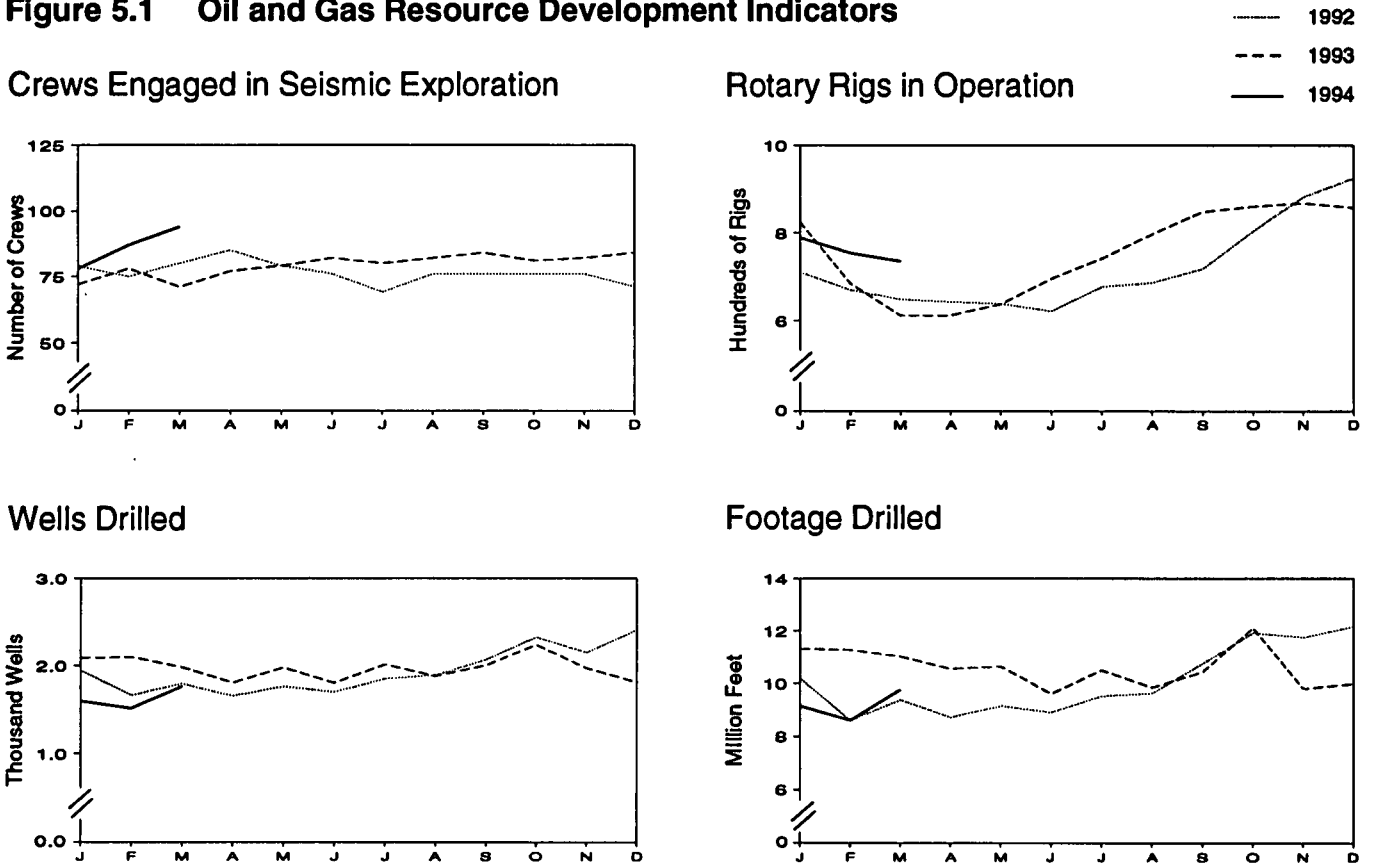 Figure 5.1 Oil and Gas Resource Development Indicators
1992
1993
1994
Crews Engaged in Seismic Exploration
Number of Crews
125
100
75
50
0
J F M A M J J A S O N D
Rotary Rigs in Operation
Hundreds of Rigs
10
8
6
0
J F M A M J J A S O N D
Wells Drilled
Thousand Wells
3.0
2.0
1.0
0.0
J F M A M J J A S O N D
Footage Drilled
Million Feet
14
12
10
8
6
0
J F M A M J J A S O N D